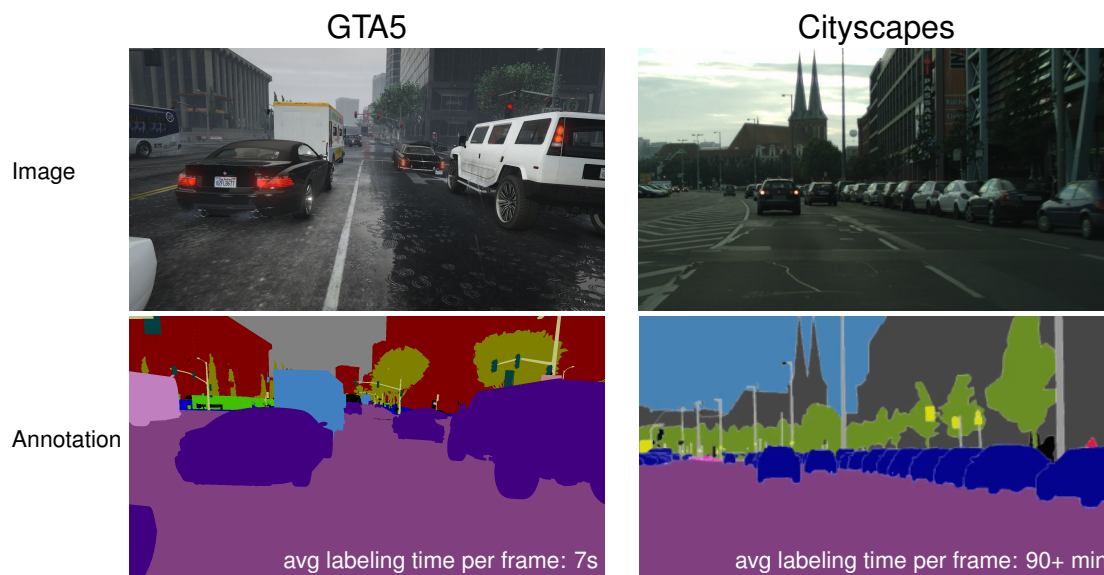 GTA5
Cityscapes
Image
Annotation
avg labeling time per frame: 7s
avg labeling time per frame: 90+ min